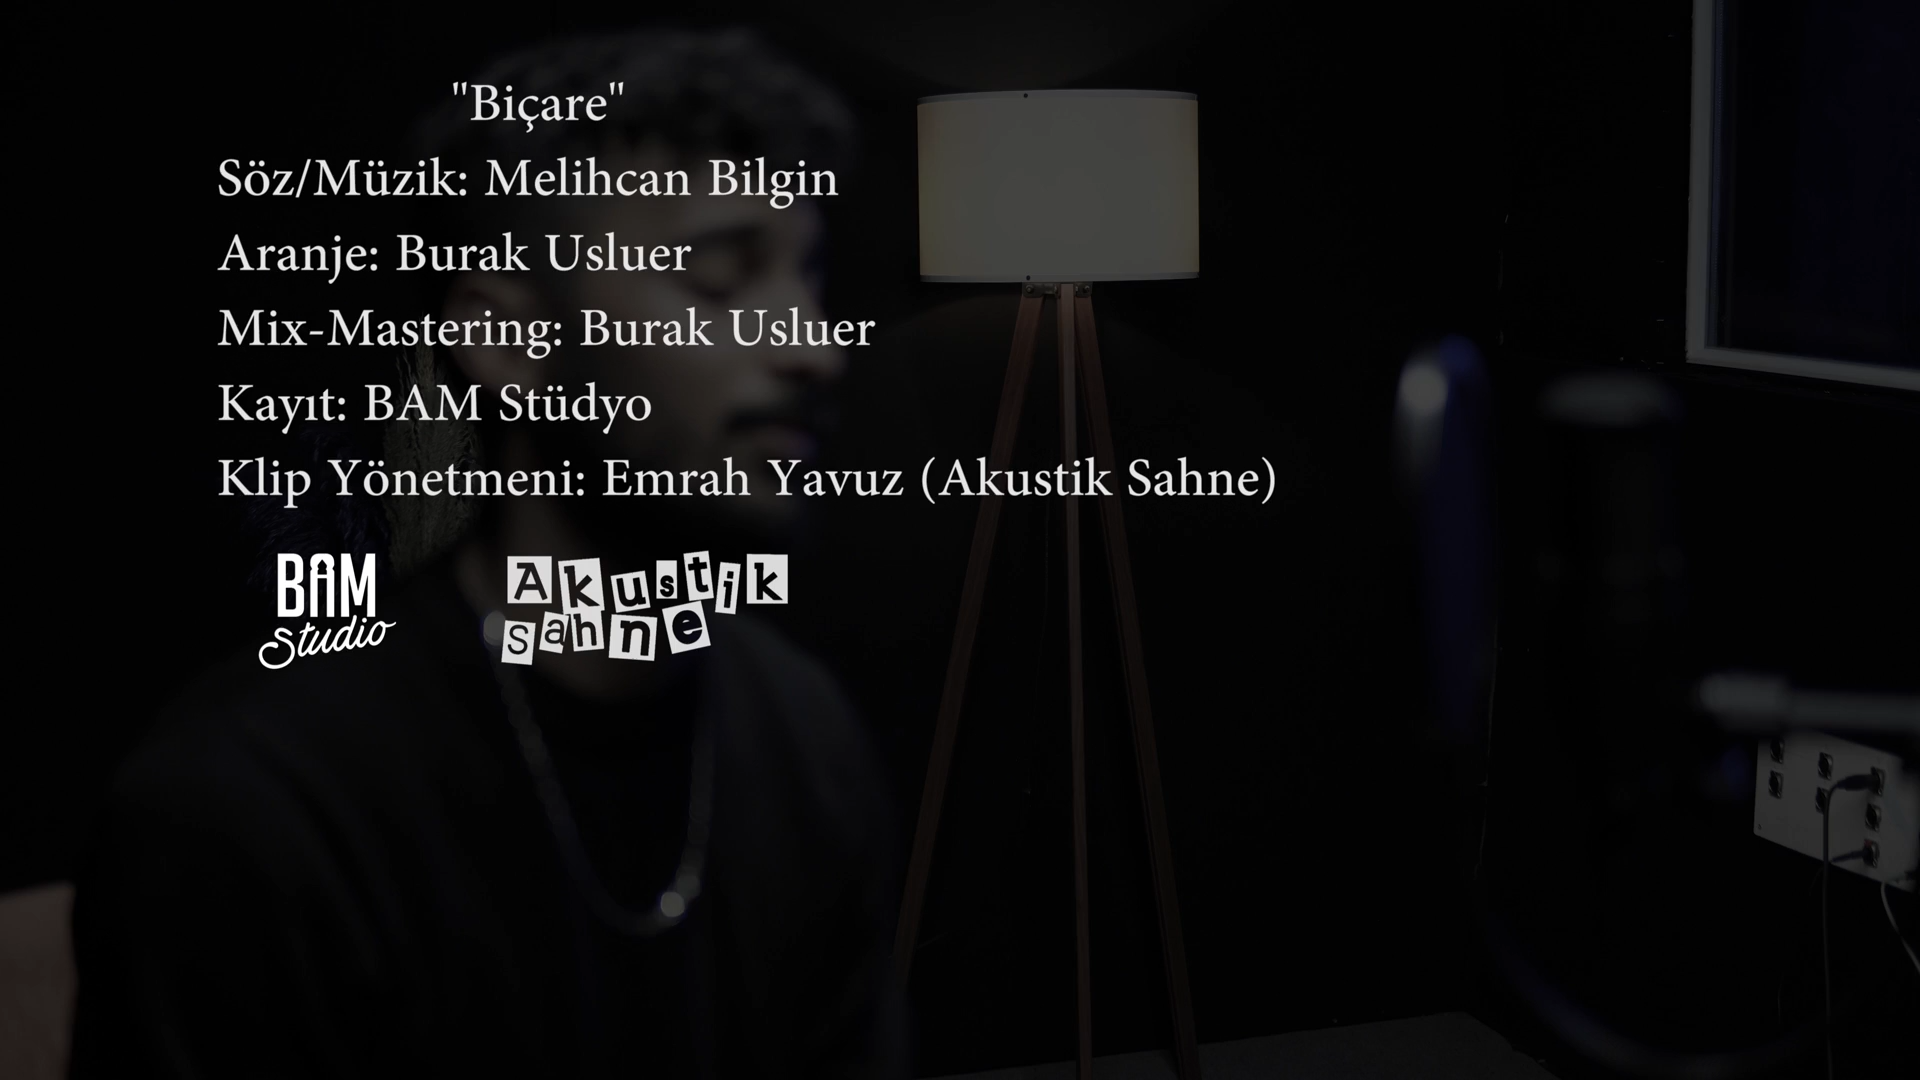 "Biçare"
Söz/Müzik: Melihcan Bilgin
Aranje: Burak Usluer
Mix-Mastering: Burak Usluer
Kayıt: BAM Stüdyo
Klip Yönetmeni: Emrah Yavuz (Akustik Sahne)
BAM
Studio
Akustik
Sahne